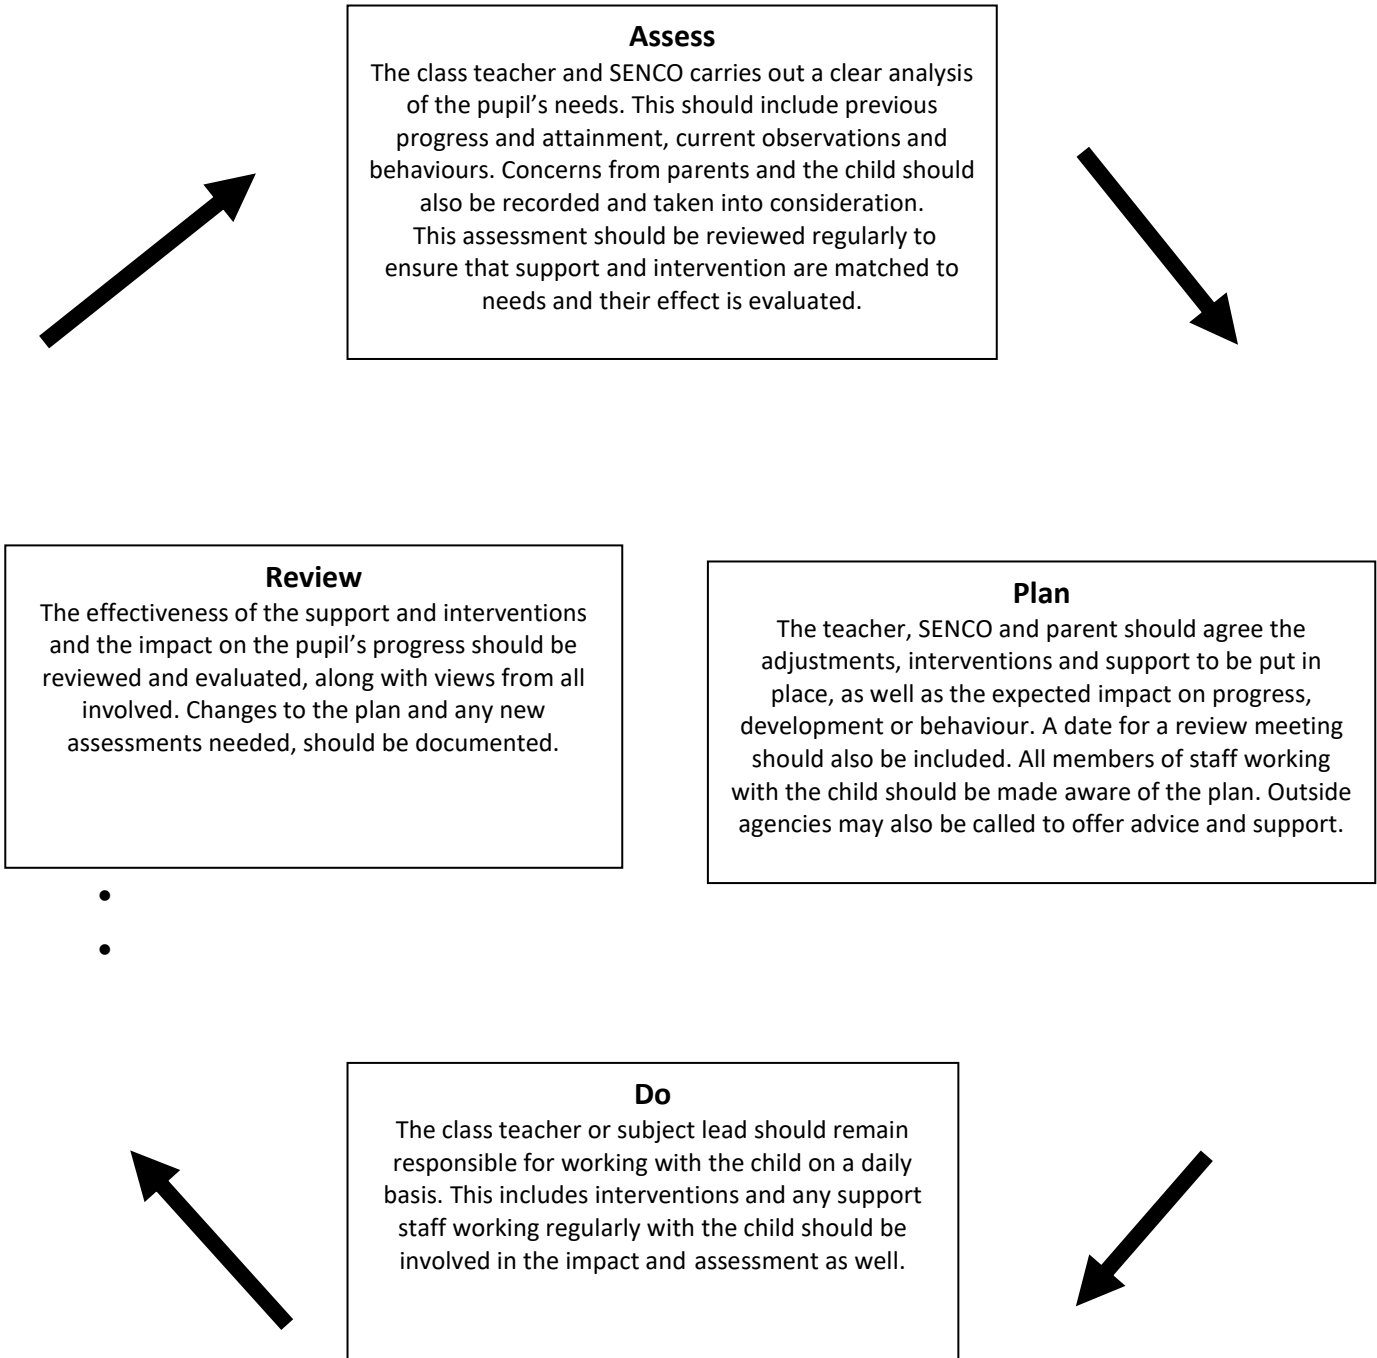 Assess
The class teacher and SENCO carries out a clear analysis
of the pupil’s needs. This should include previous
progress and attainment, current observations and
behaviours. Concerns from parents and the child should
also be recorded and taken into consideration.
This assessment should be reviewed regularly to
ensure that support and intervention are matched to
needs and their effect is evaluated.
Review
The effectiveness of the support and interventions
and the impact on the pupil’s progress should be
reviewed and evaluated, along with views from all
involved. Changes to the plan and any new
assessments needed, should be documented.
Plan
The teacher, SENCO and parent should agree the
adjustments, interventions and support to be put in
place, as well as the expected impact on progress,
development or behaviour. A date for a review meeting
should also be included. All members of staff working
with the child should be made aware of the plan. Outside
agencies may also be called to offer advice and support.
Do
The class teacher or subject lead should remain
responsible for working with the child on a daily
basis. This includes interventions and any support
staff working regularly with the child should be
involved in the impact and assessment as well.